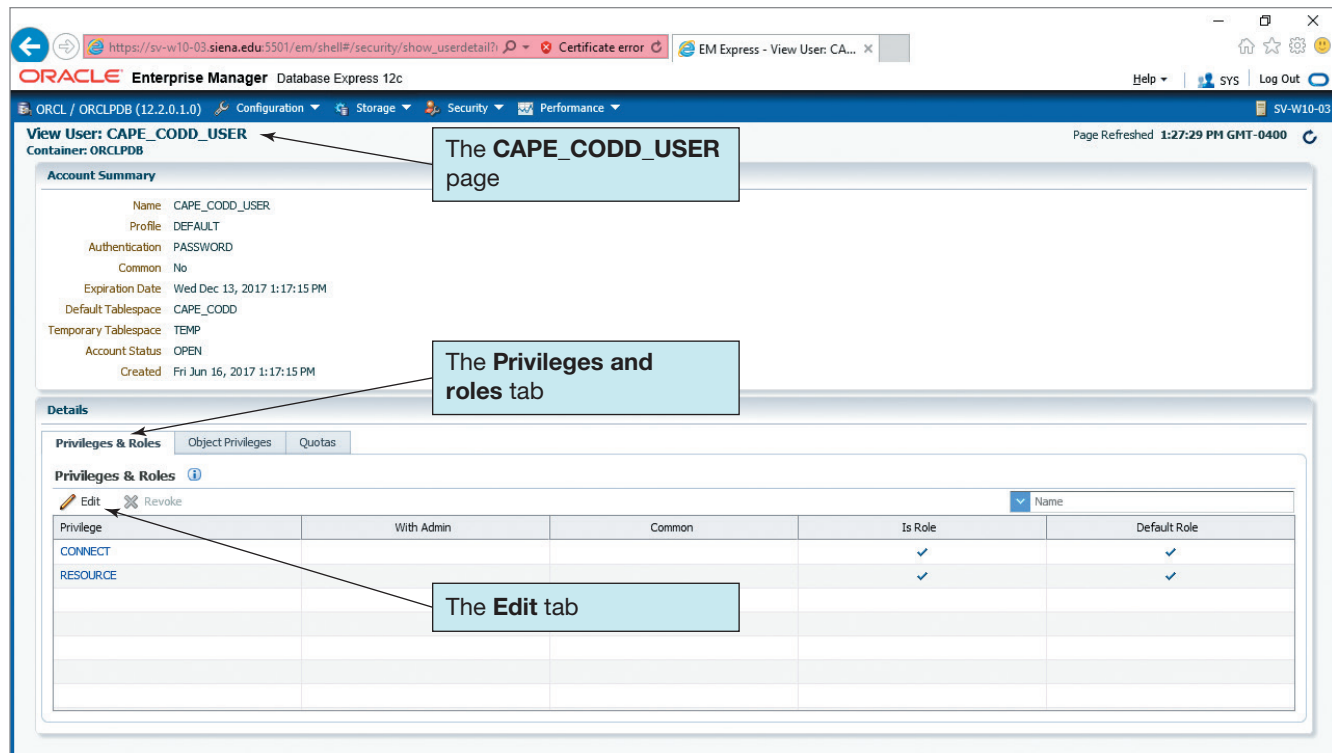 https://sv-w10-03.siena.edu:5501/em/shell#/security/show_userdetail?
Certificate error
EM Express - View User: CA...
ORACLE Enterprise Manager Database Express 12c
Help
SYS
Log Out
ORCL / ORCLPDB (12.2.0.1.0)
Configuration
Storage
Security
Performance
SV-W10-03
View User: CAPE_CODD_USER
Container: ORCLPDB
Page Refreshed 1:27:29 PM GMT-0400
The CAPE_CODD_USER
page
Account Summary
Name CAPE_CODD_USER
Profile DEFAULT
Authentication PASSWORD
Common No
Expiration Date Wed Dec 13, 2017 1:17:15 PM
Default Tablespace CAPE_CODD
Temporary Tablespace TEMP
Account Status OPEN
Created Fri Jun 16, 2017 1:17:15 PM
The Privileges and
roles tab
Details
Privileges & Roles
Object Privileges
Quotas
Privileges & Roles
Edit
Revoke
Name
Privilege With Admin Common Is Role Default Role
CONNECT
RESOURCE
The Edit tab